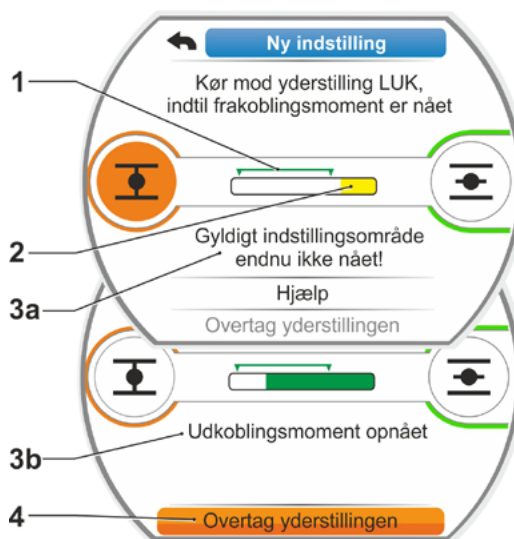 Ny indstilling
1
Kør mod yderstilling LUK,
indtil frakoblingsmoment er nået
2
3a
Gyldigt indstillingsområde
endnu ikke nået!
Hjælp
Overtag yderstillingen
3b
Udkoblingsmoment opnået
4
Overtag yderstillingen